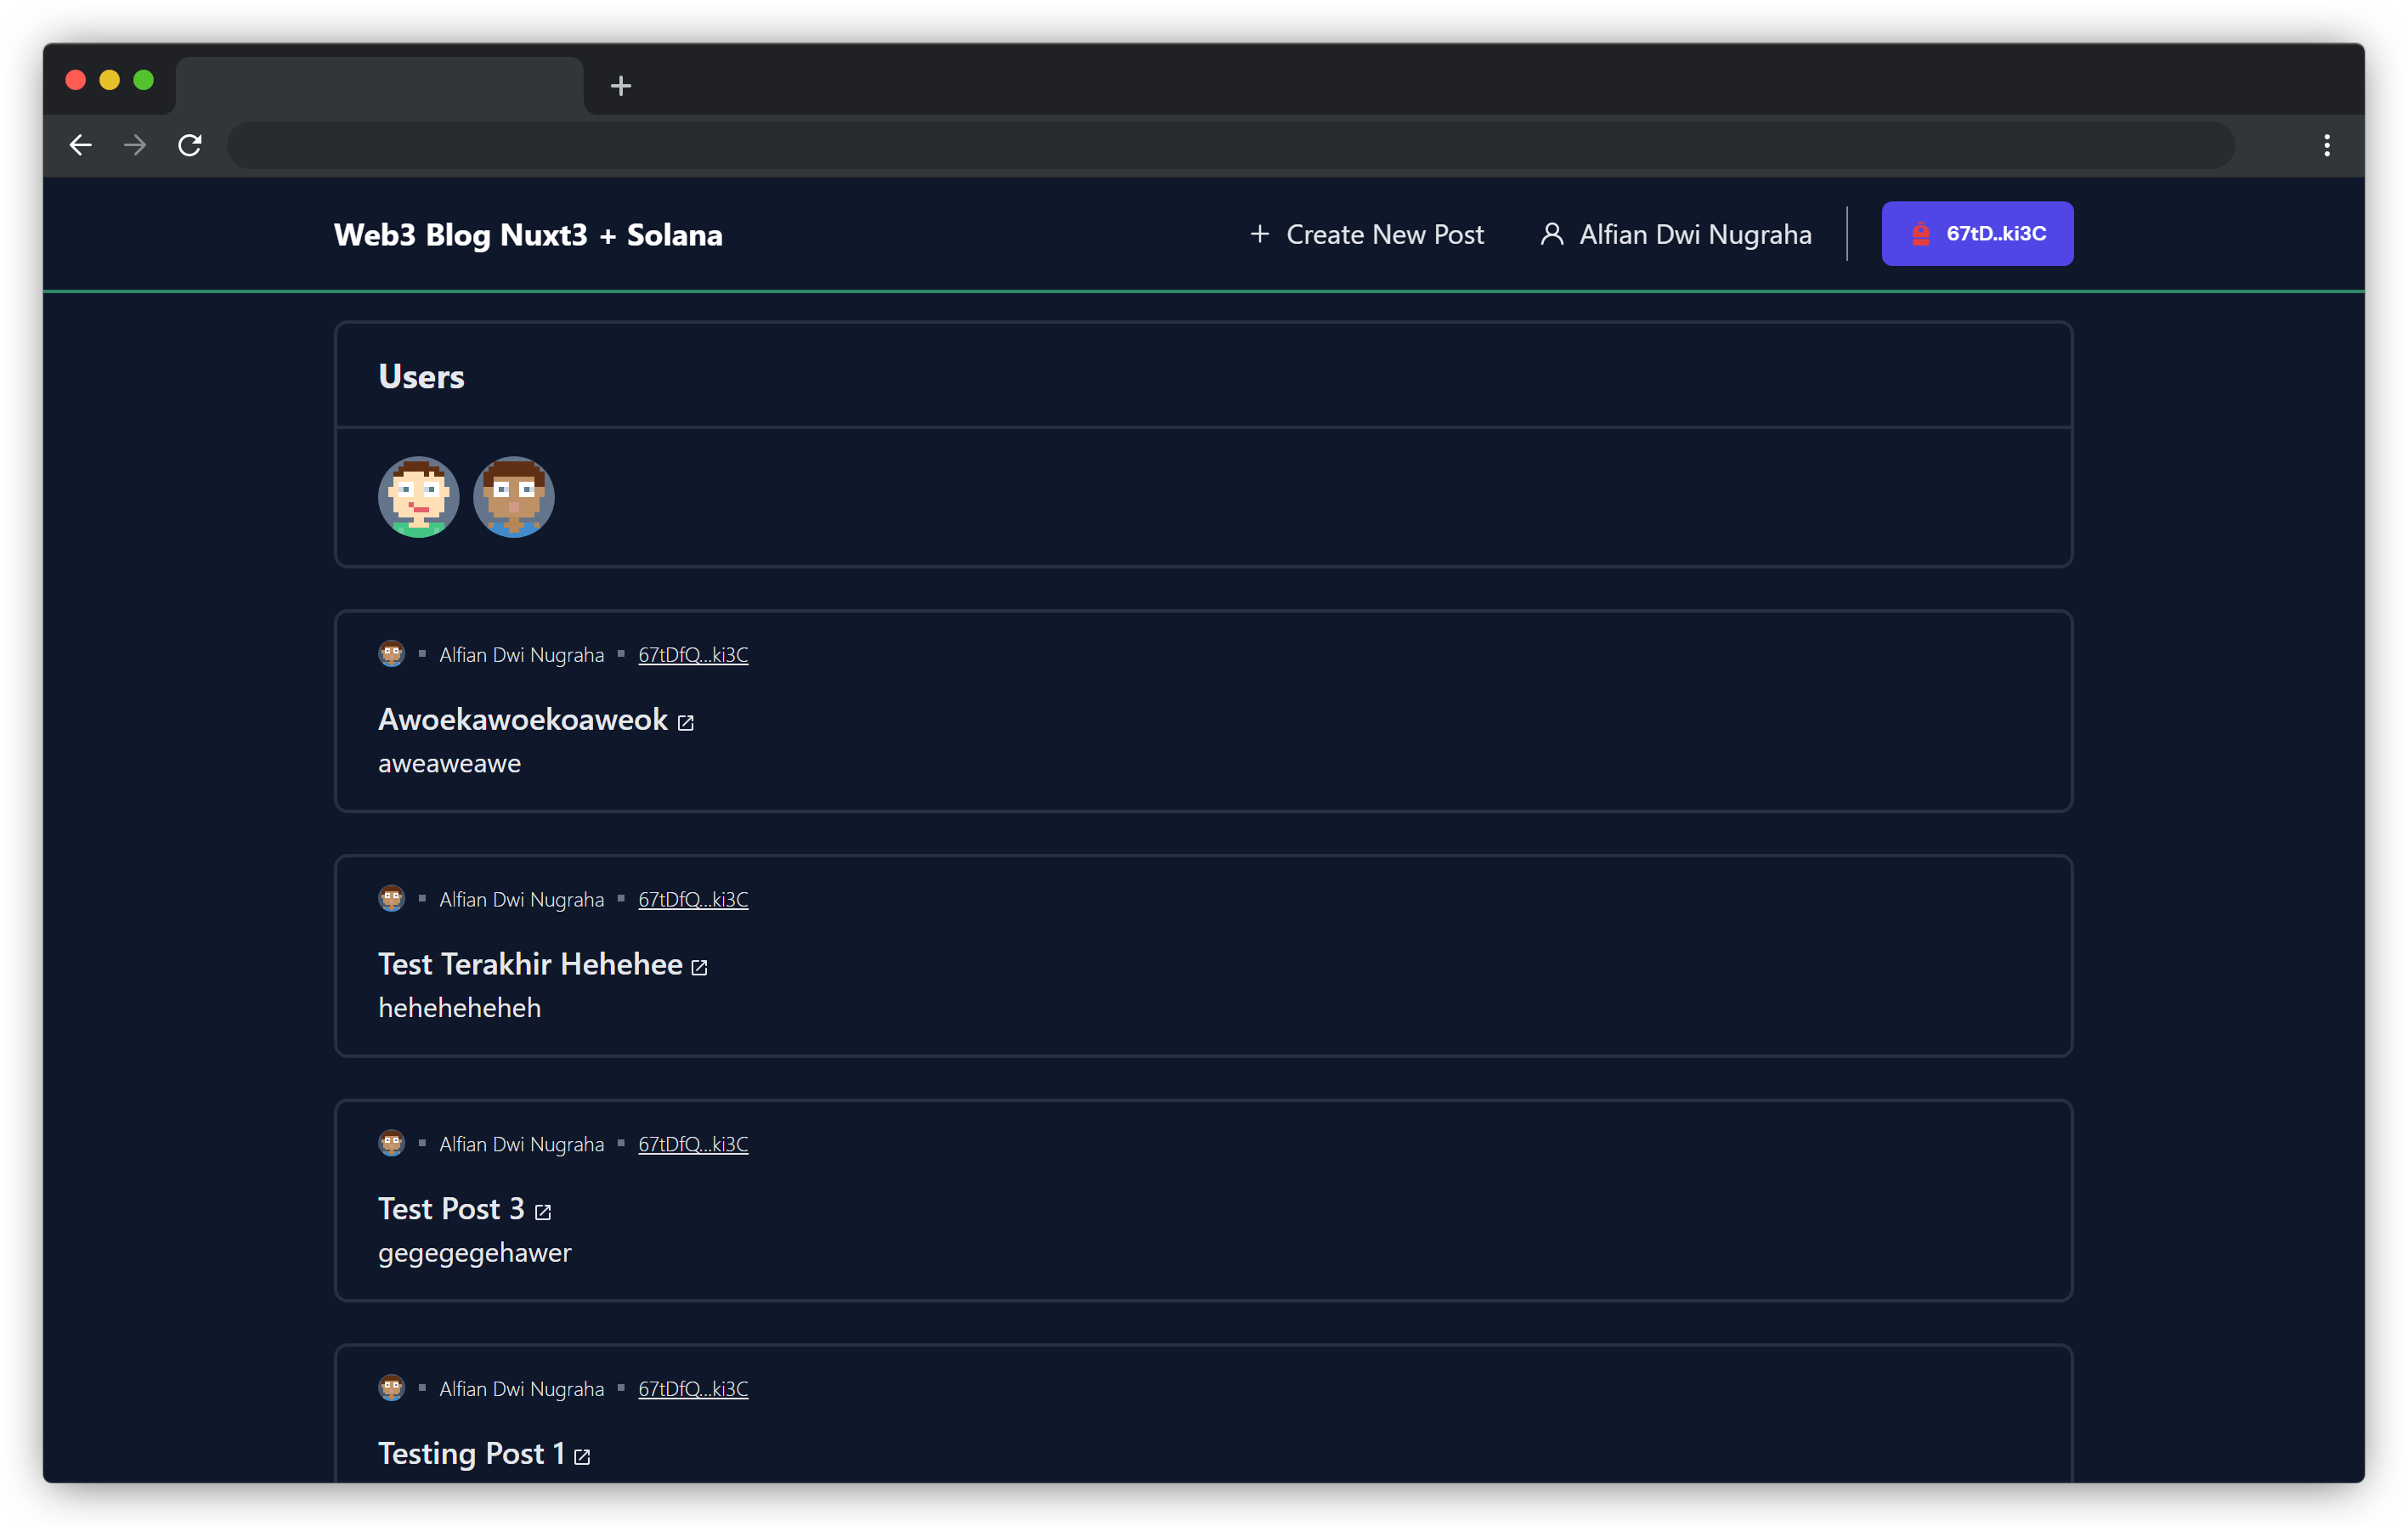 Web3 Blog Nuxt3 + Solana
Create New Post
Alfian Dwi Nugraha
67tD..ki3C
Users
Alfian Dwi Nugraha
67tDfQ...ki3C
Awoekawoekoaweok
aweaweawe
Alfian Dwi Nugraha
67tDfQ...ki3C
Test Terakhir Hehehee
heheheheheh
Alfian Dwi Nugraha
67tDfQ...ki3C
Test Post 3
gegegegehawer
Alfian Dwi Nugraha
67tDfQ...ki3C
Testing Post 1